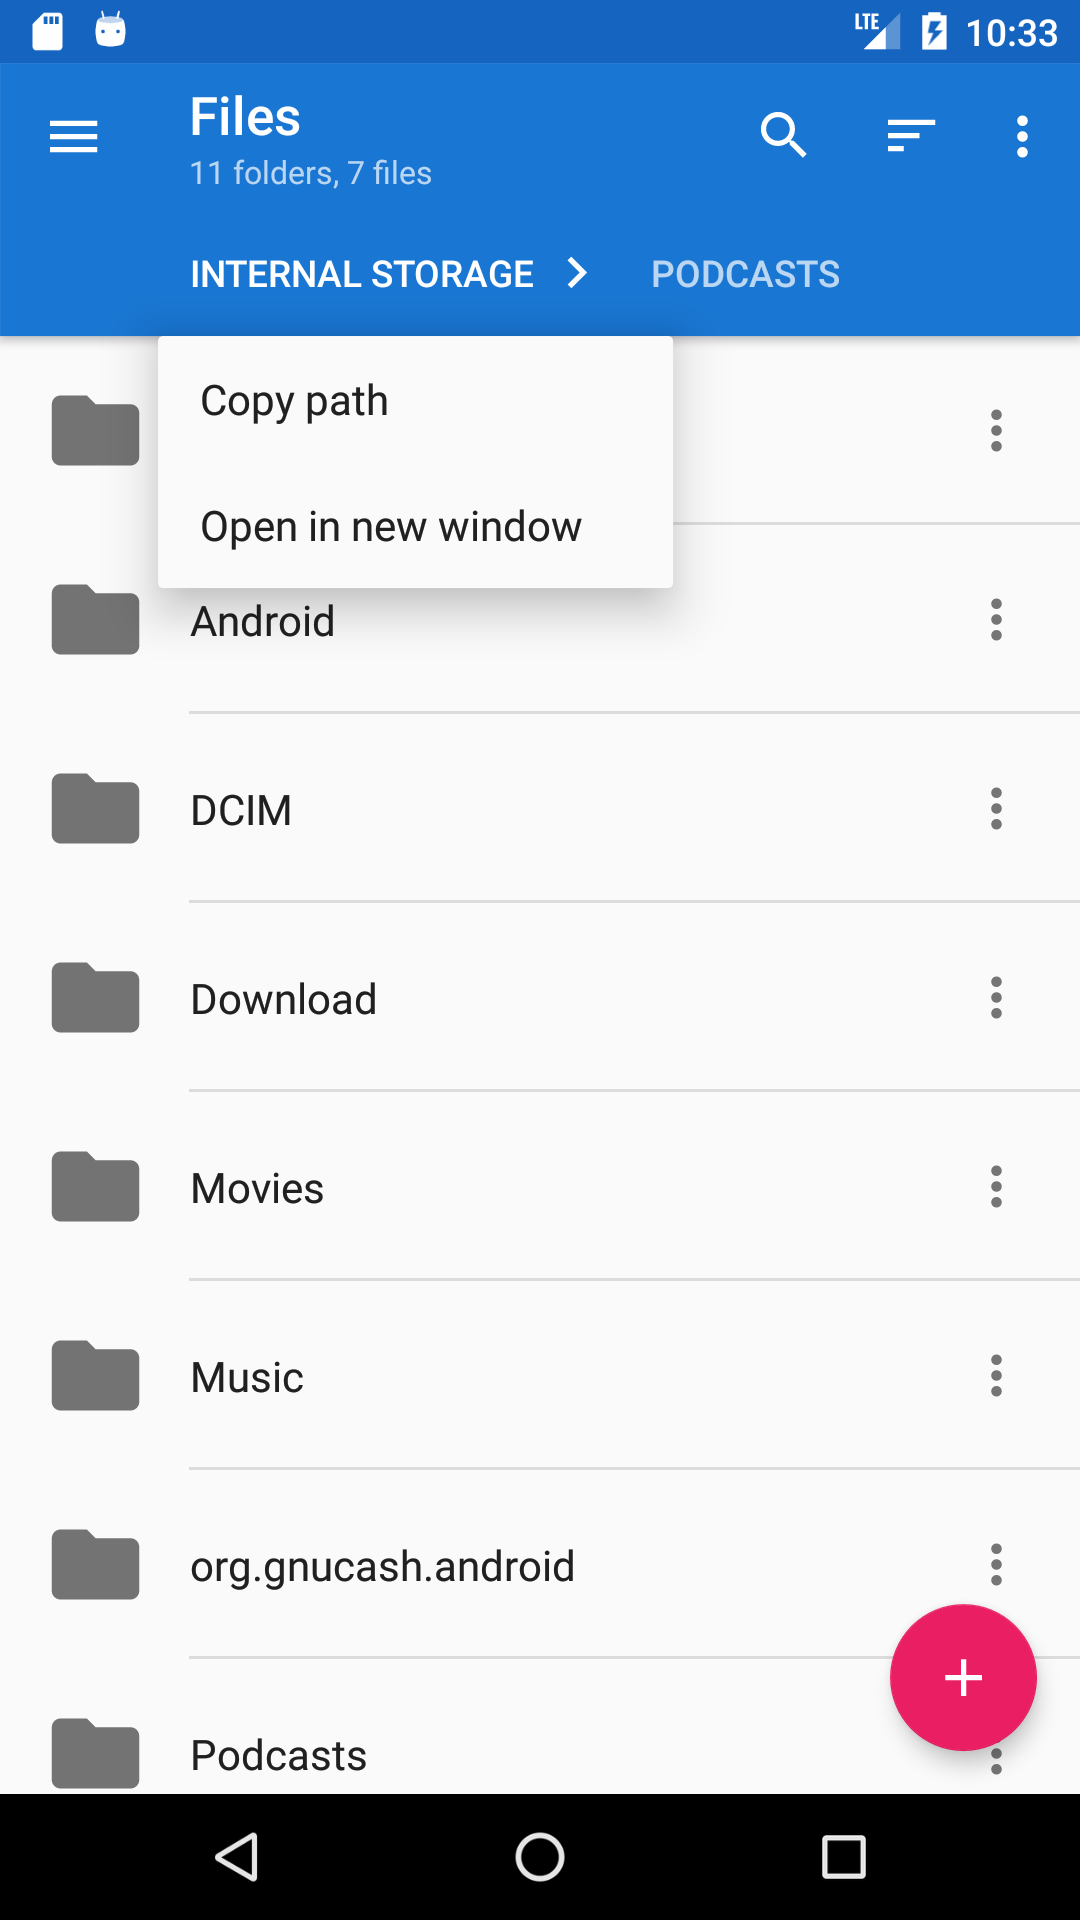 LTE 10:33
Files
11 folders, 7 files
INTERNAL STORAGE PODCASTS
Copy path
Open in new window
Android
DCIM
Download
Movies
Music
org.gnucash.android
Podcasts